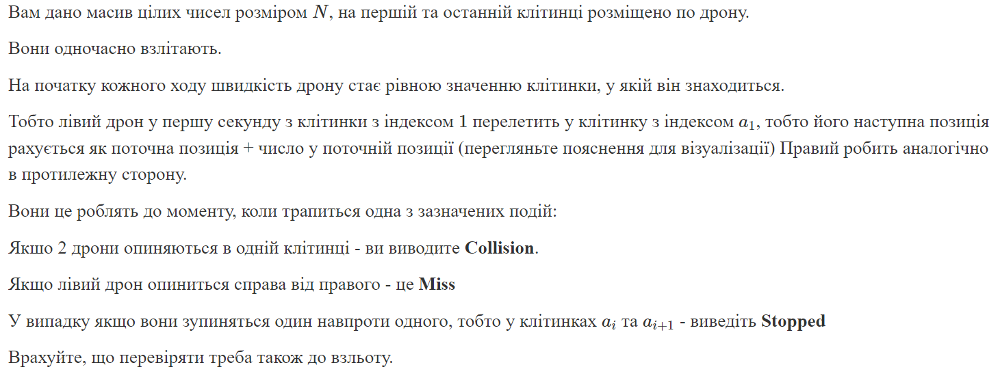 Вам дано масив цілих чисел розміром N, на першій та останній клітинці розміщено по дрону.
Вони одночасно взлітають.
На початку кожного ходу швидкість дрону стає рівною значенню клітинки, у якій він знаходиться.
Тобто лівий дрон у першу секунду з клітинки з індексом 1 перелетить у клітинку з індексом a₁, тобто його наступна позиція
рахується як поточна позиція + число у поточній позиції (перегляньте пояснення для візуалізації) Правий робить аналогічно
в протилежну сторону.
Вони це роблять до моменту, коли трапиться одна з зазначених подій:
Якшо 2 дрони опиняються в одній клітинці - ви виводите Collision.
Якщо лівий дрон опиниться справа від правого - це Miss
У випадку якщо вони зупиняться один навпроти одного, тобто у клітинках aᵢ та aᵢ₊₁ - виведіть Stopped
Врахуйте, що перевіряти треба також до взльоту.